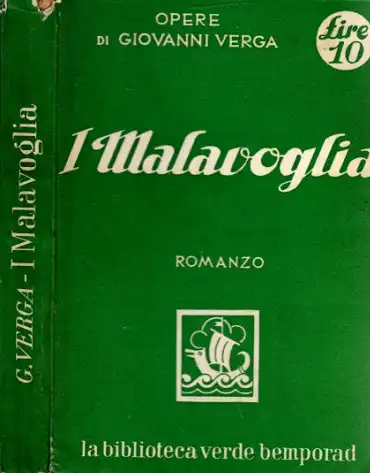 OPERE
DI GIOVANNI VERGA
Lire
10
I Malavoglia
ROMANZO
la biblioteca verde bemporad
G. VERGA - I Malavoglia